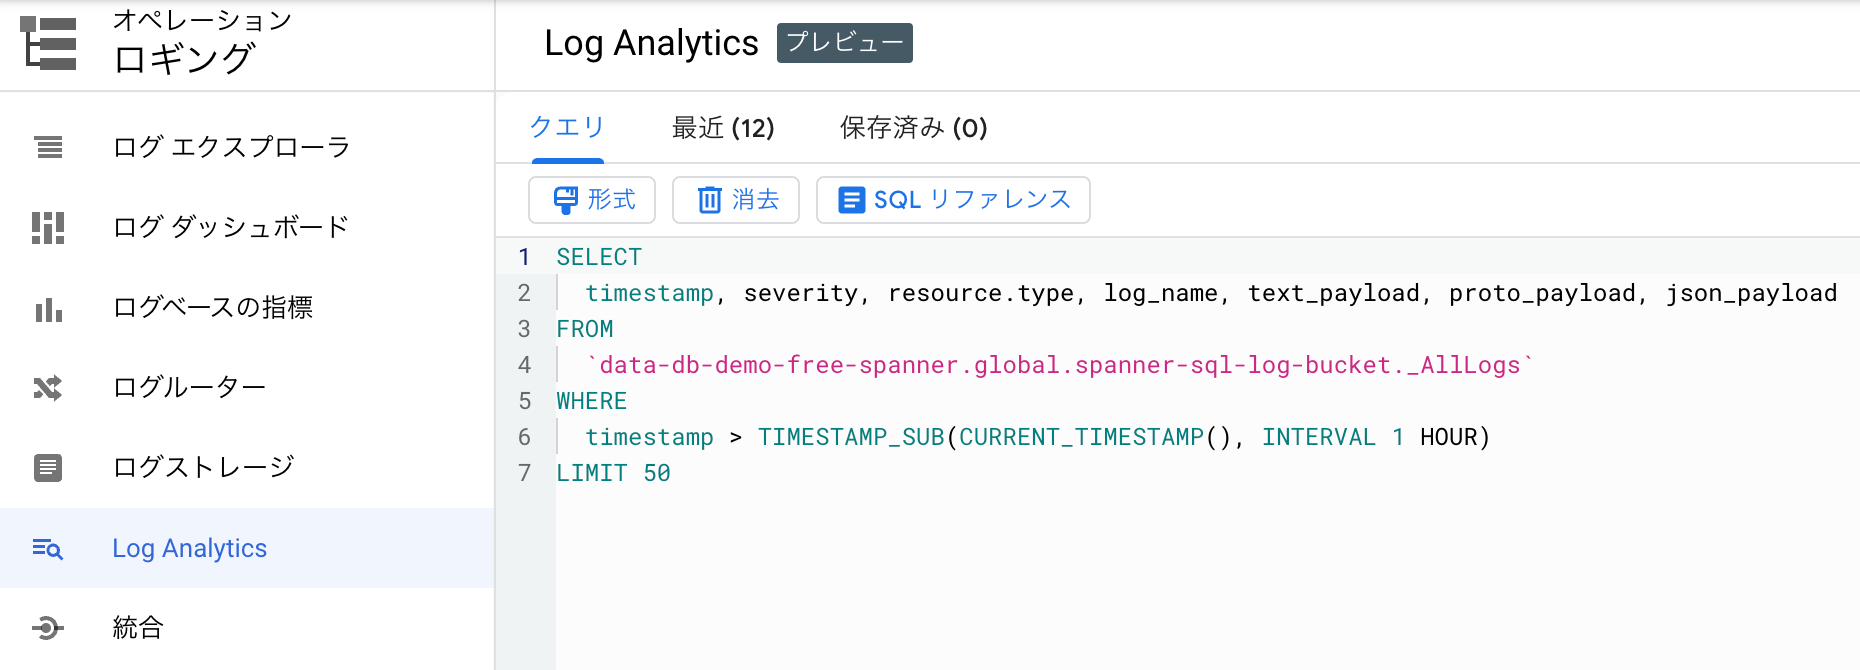 オペレーション
ロギング
ログ エクスプローラ
ログ ダッシュボード
ログベースの指標
ログルーター
ログストレージ
Log Analytics
統合
Log Analytics プレビュー
クエリ 最近 (12) 保存済み (0)
形式 消去 SQL リファレンス
1 SELECT
2 timestamp, severity, resource.type, log_name, text_payload, proto_payload, json_payload
3 FROM
4 `data-db-demo-free-spanner.global.spanner-sql-log-bucket._AllLogs`
5 WHERE
6 timestamp > TIMESTAMP_SUB(CURRENT_TIMESTAMP(), INTERVAL 1 HOUR)
7 LIMIT 50